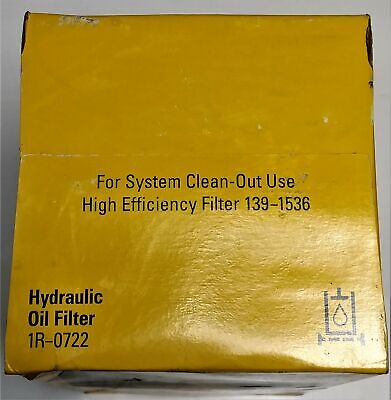 For System Clean-Out Use
High Efficiency Filter 139-1536
Hydraulic
Oil Filter
1R-0722